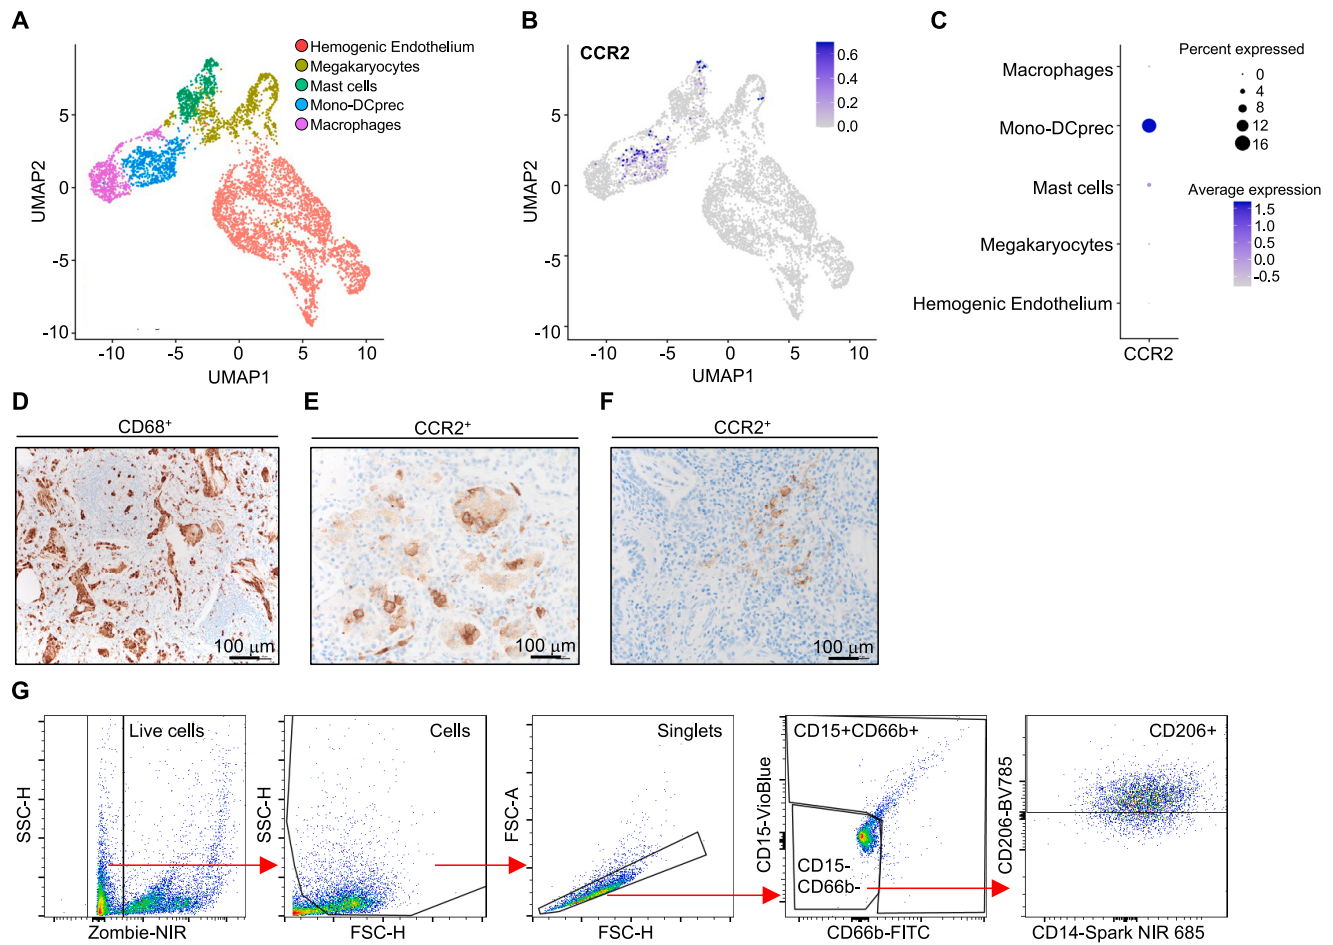 A
Hemogenic Endothelium
Megakaryocytes
Mast cells
Mono-DCprec
Macrophages
5
0
-5
-10
UMAP2
-10 -5 0 5 10
UMAP1
B
CCR2
0.6
0.4
0.2
0.0
5
0
-5
-10
UMAP2
-10 -5 0 5 10
UMAP1
C
Macrophages
Mono-DCprec
Mast cells
Megakaryocytes
Hemogenic Endothelium
CCR2
Percent expressed
0
4
8
12
16
Average expression
1.5
1.0
0.5
0.0
-0.5
D
CD68+
100 µm
E
CCR2+
100 µm
F
CCR2+
100 µm
G
Live cells
SSC-H
Zombie-NIR
Cells
SSC-H
FSC-H
Singlets
FSC-A
FSC-H
CD15+CD66b+
CD15-
CD66b-
CD15-VioBlue
CD66b-FITC
CD206+
CD206-BV785
CD14-Spark NIR 685